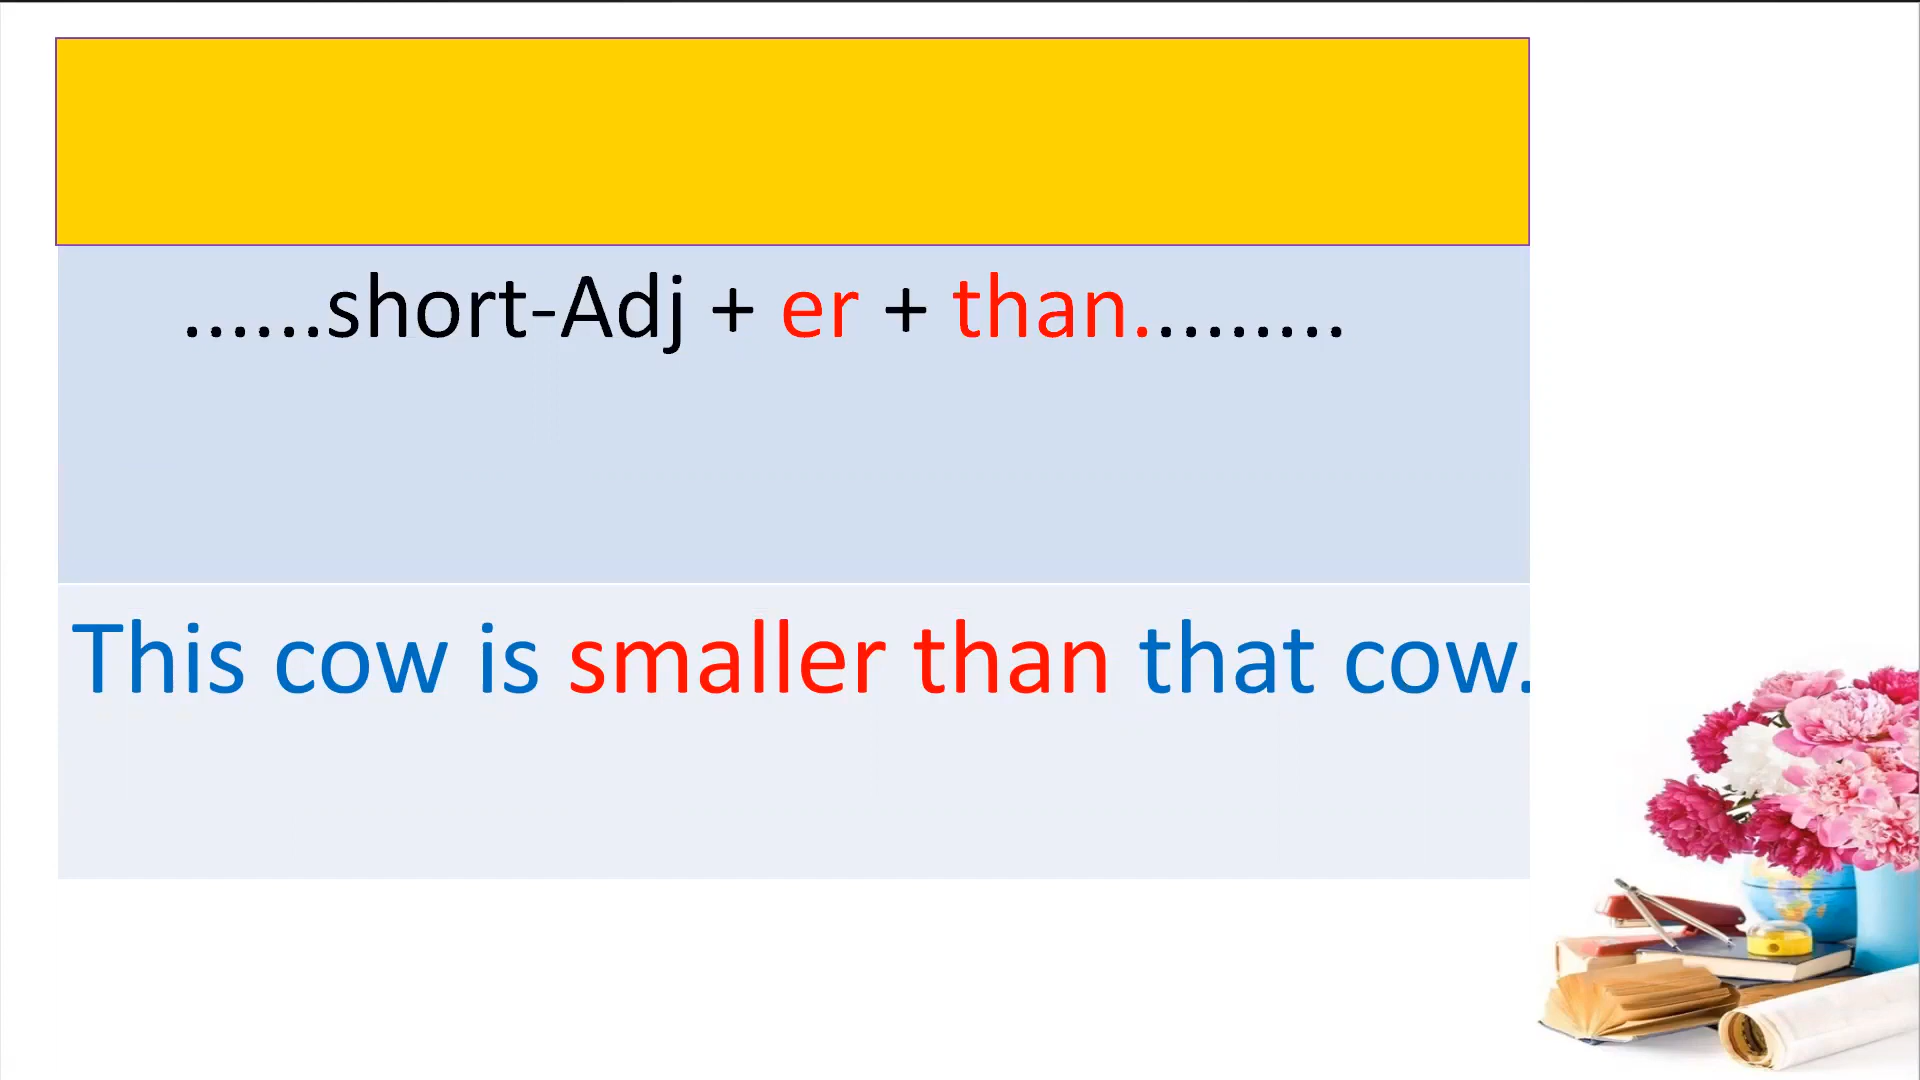 ......short-Adj + er + than.........
This cow is smaller than that cow.